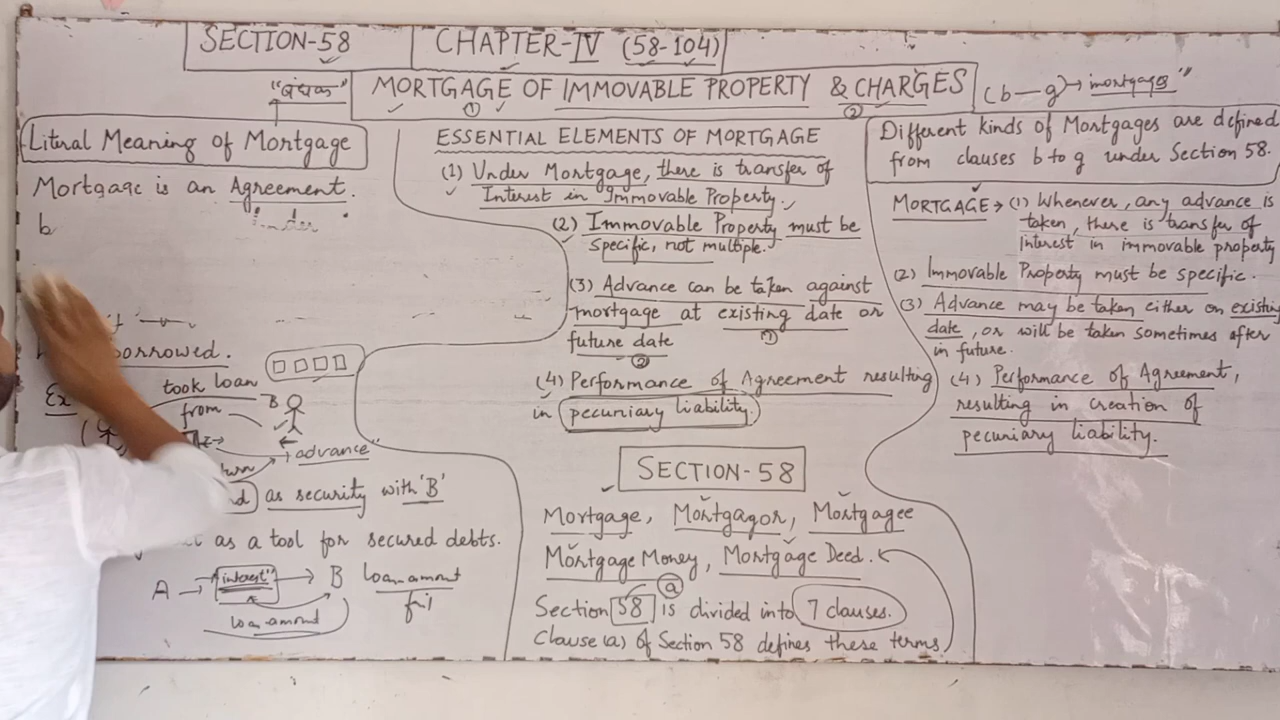 SECTION-58
CHAPTER-IV (58-104)
MORTGAGE OF IMMOVABLE PROPERTY & CHARGES
① ②
(b-g)→ mortgages"
"बंधक"
Literal Meaning of Mortgage
Mortgage is an Agreement.
b
borrowed.
Ex
took loan
from
B
advance"
as security with 'B'
as a tool for secured debts.
A → interest" → B
loan amount
loan amount
ESSENTIAL ELEMENTS OF MORTGAGE
(1) Under Mortgage, there is transfer of
Interest in Immovable Property.
(2) Immovable Property must be
specific, not multiple.
(3) Advance can be taken against
mortgage at existing date or
①
future date
②
(4) Performance of Agreement resulting
in pecuniary liability.
SECTION-58
Mortgage, Mortgagor, Mortgagee
Mortgage Money, Mortgage Deed.
ⓐ
Section 58 is divided into 7 clauses.
Clause (a) of Section 58 defines these terms
Different kinds of Mortgages are defined
from clauses b to g under Section 58.
MORTGAGE → (1) Whenever, any advance is
taken, there is transfer of
interest in immovable property
(2) Immovable Property must be specific.
(3) Advance may be taken either on existing
date, or will be taken sometimes after
in future.
(4) Performance of Agreement,
resulting in creation of
pecuniary liability.